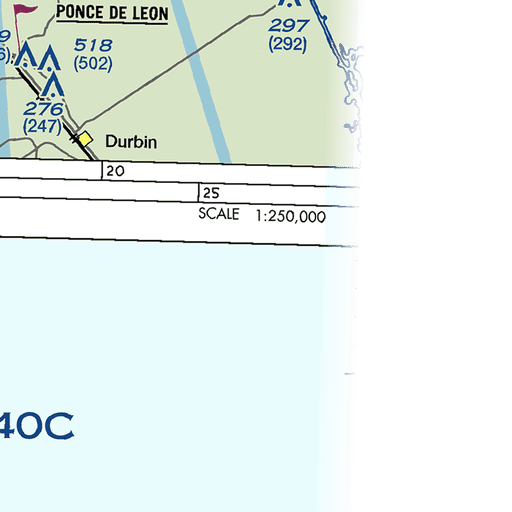 PONCE DE LEON
297
(292)
518
(502)
276
(247)
Durbin
20
25
SCALE 1:250,000
40C